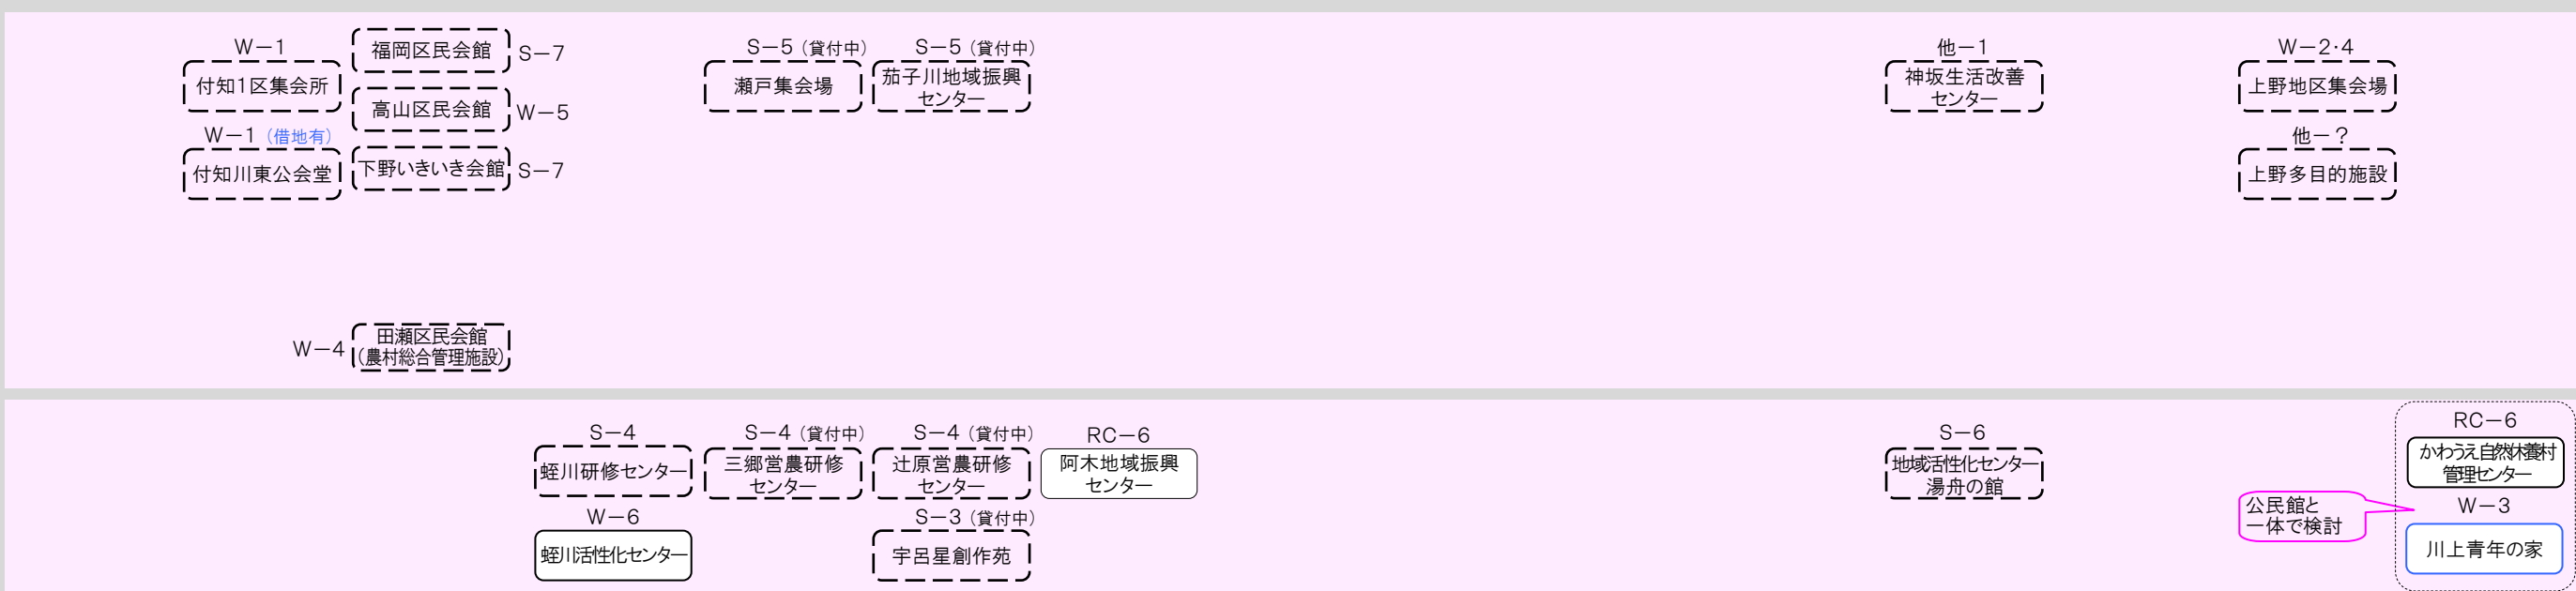 W－1
付知1区集会所
W－1（借地有）
付知川東公会堂
福岡区民会館
S－7
高山区民会館
W－5
下野いきいき会館
S－7
W－4
田瀬区民会館
（農村総合管理施設）
S－5（貸付中）
瀬戸集会場
S－5（貸付中）
茄子川地域振興
センター
他－1
神坂生活改善
センター
W－2・4
上野地区集会場
他－？
上野多目的施設
S－4
蛭川研修センター
W－6
蛭川活性化センター
S－4（貸付中）
三郷営農研修
センター
S－4（貸付中）
辻原営農研修
センター
S－3（貸付中）
宇呂星創作苑
RC－6
阿木地域振興
センター
S－6
地域活性化センター
湯舟の館
公民館と
一体で検討
RC－6
かわうえ自然休養村
管理センター
W－3
川上青年の家